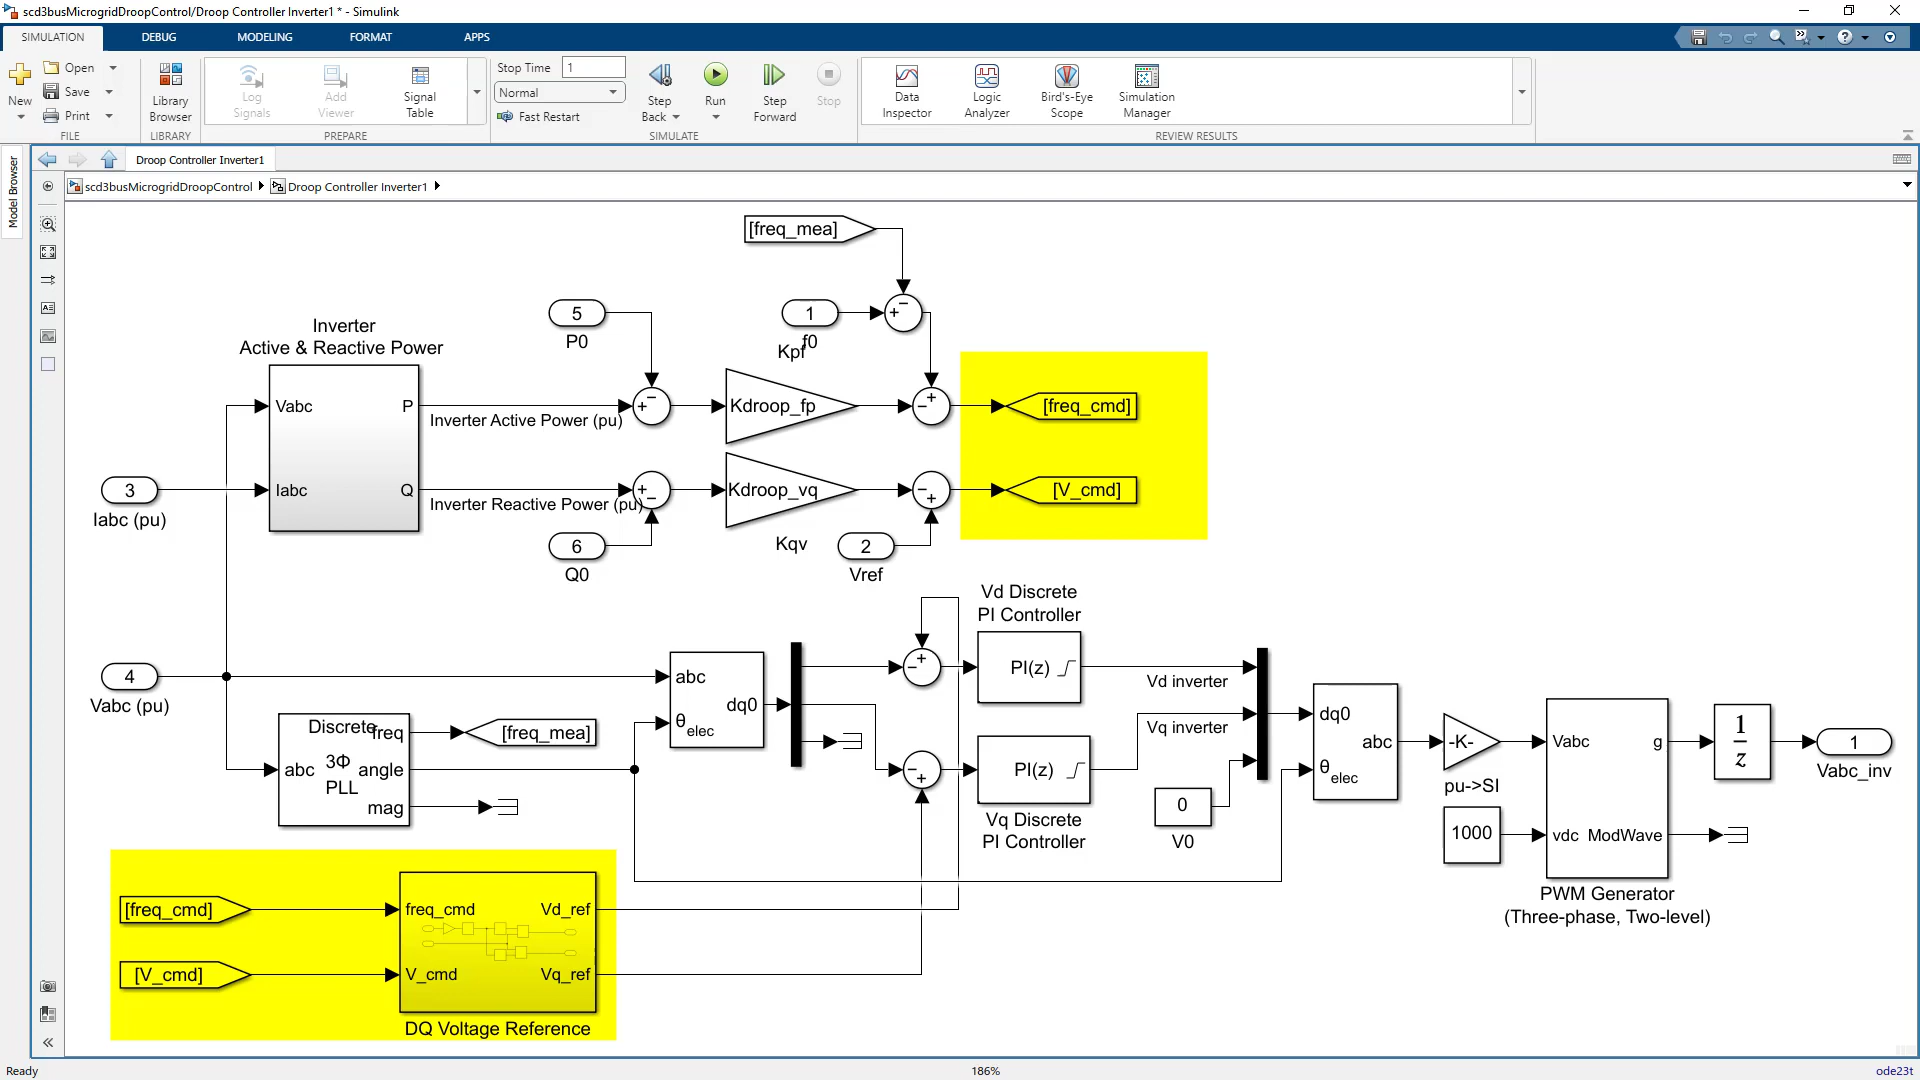 scd3busMicrogridDroopControl/Droop Controller Inverter1 * - Simulink
SIMULATION DEBUG MODELING FORMAT APPS
New
Open
Save
Print
FILE
Library
Browser
LIBRARY
Log
Signals
Add
Viewer
Signal
Table
PREPARE
Stop Time 1
Normal
Fast Restart
Step
Back
Run
Step
Forward
Stop
SIMULATE
Data
Inspector
Logic
Analyzer
Bird's-Eye
Scope
Simulation
Manager
REVIEW RESULTS
Model Browser
Droop Controller Inverter1
scd3busMicrogridDroopControl Droop Controller Inverter1
[freq_mea]
5
P0
1
f0
Kpf
+
−
Inverter
Active & Reactive Power
Vabc P
Iabc Q
Inverter Active Power (pu)
+
−
Kdroop_fp
−
+
[freq_cmd]
3
Iabc (pu)
Inverter Reactive Power (pu)
+
−
Kdroop_vq
−
+
[V_cmd]
6
Q0
Kqv
2
Vref
Vd Discrete
PI Controller
4
Vabc (pu)
abc
θ
elec
dq0
−
+
PI(z)
Vd inverter
Discrete
freq
abc
3Φ
PLL
angle
mag
[freq_mea]
−
+
PI(z)
Vq inverter
Vq Discrete
PI Controller
0
V0
dq0
θ
elec
abc
-K-
pu->SI
1000
Vabc g
vdc ModWave
PWM Generator
(Three-phase, Two-level)
1
z
1
Vabc_inv
[freq_cmd]
[V_cmd]
freq_cmd Vd_ref
V_cmd Vq_ref
DQ Voltage Reference
Ready 186% ode23t